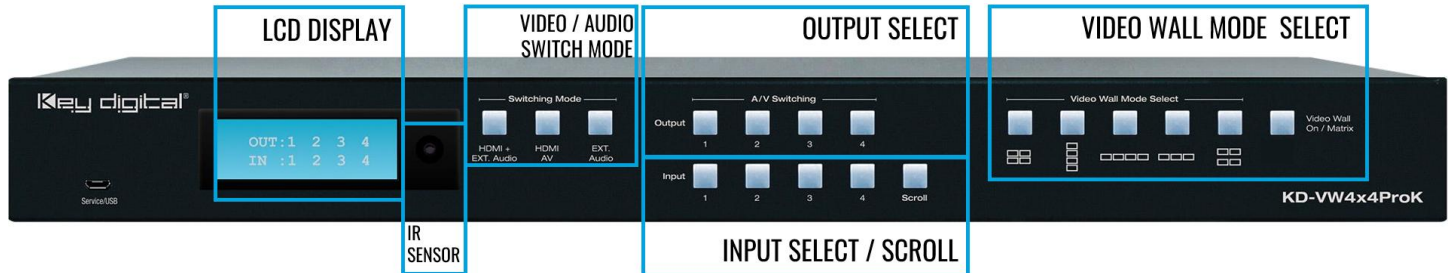 LCD DISPLAY
VIDEO / AUDIO
SWITCH MODE
OUTPUT SELECT
VIDEO WALL MODE SELECT
Key digital®
OUT:1 2 3 4
IN :1 2 3 4
Service/USB
IR
SENSOR
Switching Mode
HDMI +
EXT. Audio
HDMI
AV
EXT.
Audio
A/V Switching
Output
1 2 3 4
Input
1 2 3 4 Scroll
INPUT SELECT / SCROLL
Video Wall Mode Select
Video Wall
On / Matrix
KD-VW4x4ProK